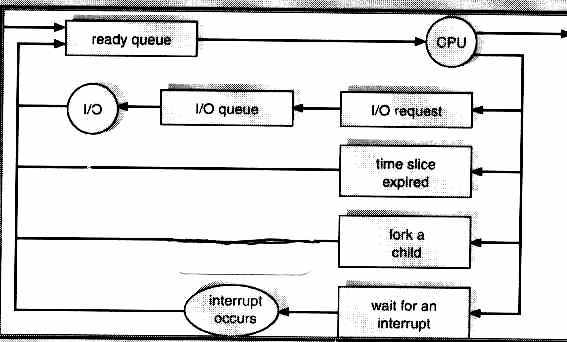 ready queue
CPU
I/O
I/O queue
I/O request
time slice
expired
fork a
child
interrupt
occurs
wait for an
interrupt